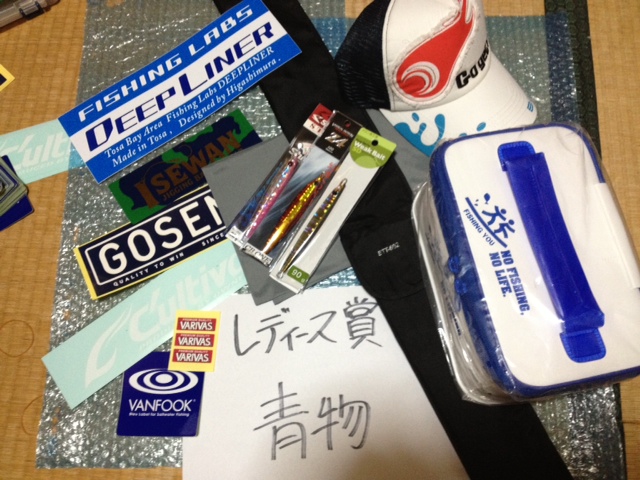 FISHING LABS
DEEPLINER
Tosa Bay Area Fishing Labs DEEPLINER
Made in Tosa, Designed by Higashimura.
Cultiva
ISEWAN
GOSEN
QUALITY TO WIN SINCE
Cultiva
VARIVAS
VARIVAS
VARIVAS
VANFOOK
90g
FISHING YOU
NO FISHING.
NO LIFE.
レディース賞
青物